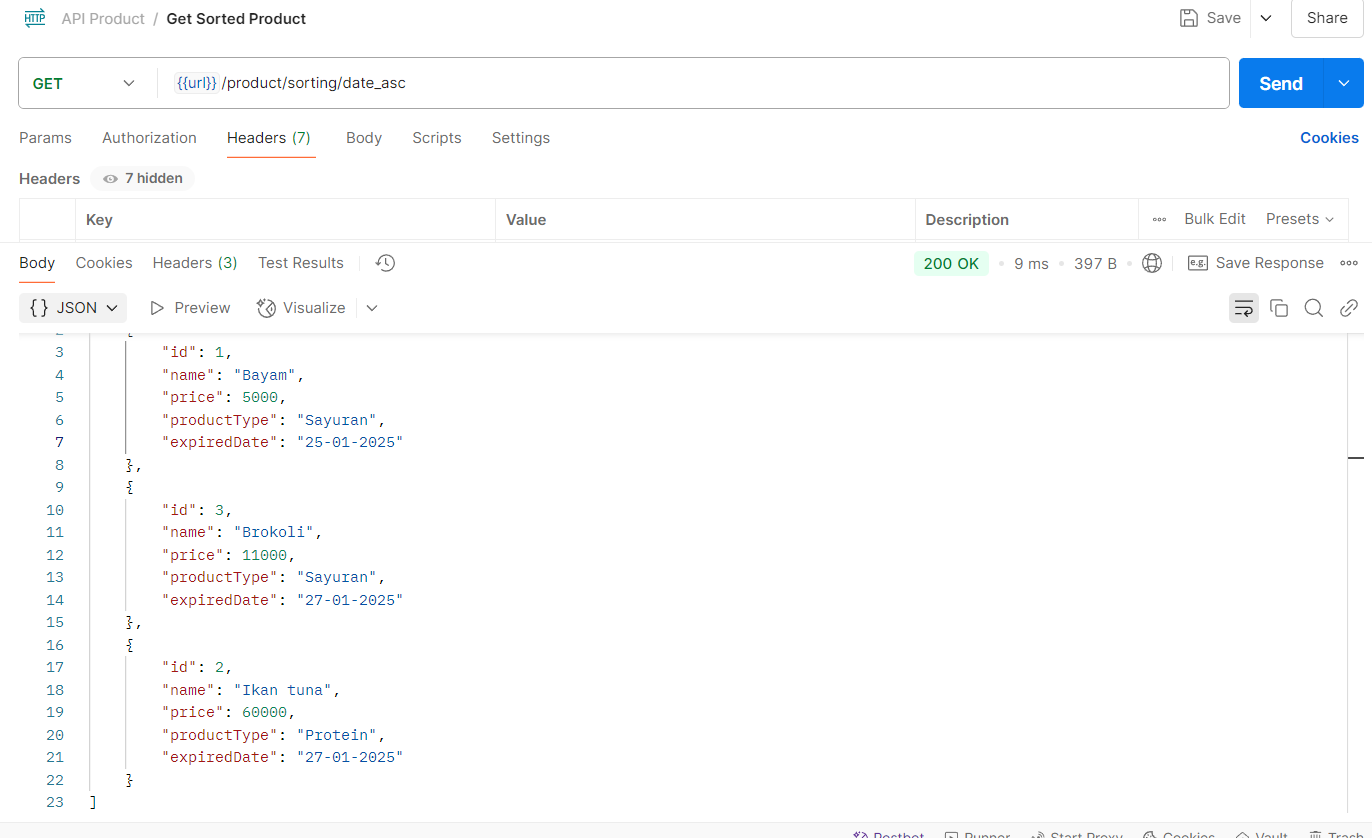 HTTP API Product / Get Sorted Product Save Share
GET {{url}} /product/sorting/date_asc Send
Params Authorization Headers (7) Body Scripts Settings Cookies
Headers 7 hidden
Key Value Description Bulk Edit Presets
Body Cookies Headers (3) Test Results 200 OK • 9 ms • 397 B • e.g. Save Response
{} JSON Preview Visualize
2 {
3 "id": 1,
4 "name": "Bayam",
5 "price": 5000,
6 "productType": "Sayuran",
7 "expiredDate": "25-01-2025"
8 },
9 {
10 "id": 3,
11 "name": "Brokoli",
12 "price": 11000,
13 "productType": "Sayuran",
14 "expiredDate": "27-01-2025"
15 },
16 {
17 "id": 2,
18 "name": "Ikan tuna",
19 "price": 60000,
20 "productType": "Protein",
21 "expiredDate": "27-01-2025"
22 }
23 ]
Postbot Runner Start Proxy Cookies Vault Trash